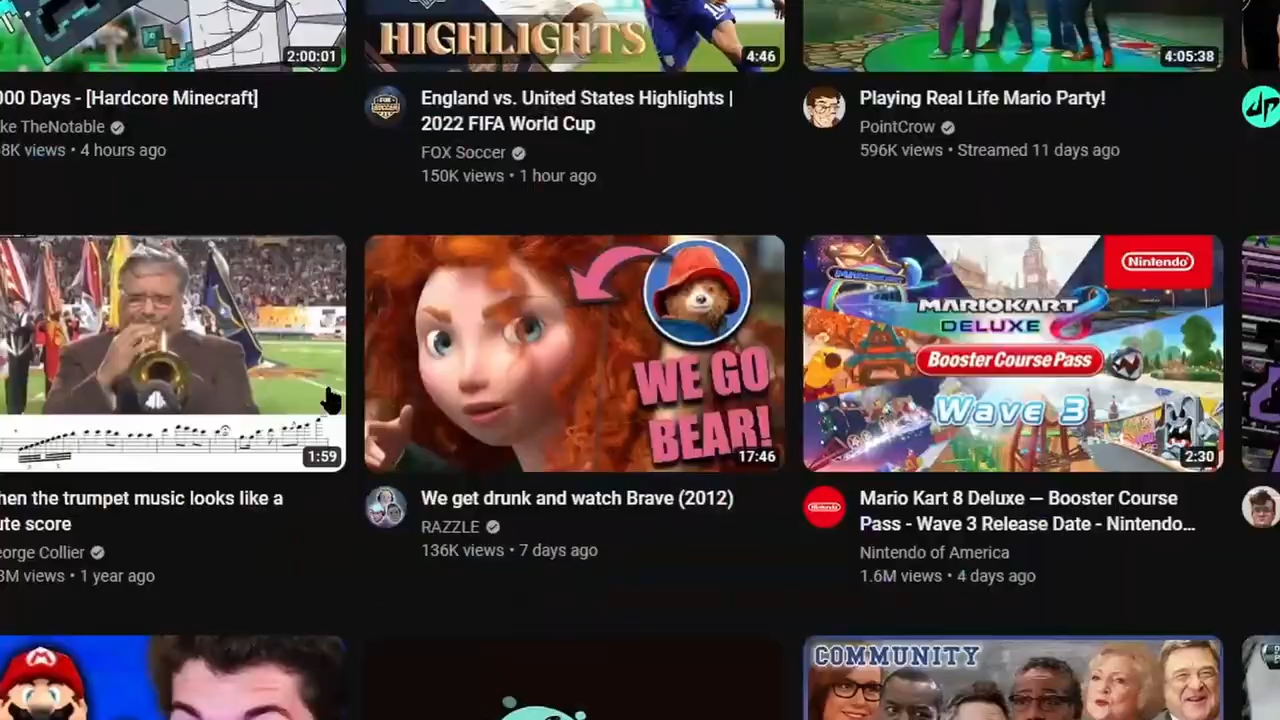 HIGHLIGHTS
2:00:01
4:46
4:05:38
000 Days - [Hardcore Minecraft]
ke TheNotable
8K views • 4 hours ago
England vs. United States Highlights |
2022 FIFA World Cup
FOX Soccer
150K views • 1 hour ago
Playing Real Life Mario Party!
PointCrow
596K views • Streamed 11 days ago
1:59
WE GO
BEAR!
17:46
Nintendo
MARIOKART 8
DELUXE
Booster Course Pass
Wave 3
2:30
hen the trumpet music looks like a
ute score
eorge Collier
3M views • 1 year ago
We get drunk and watch Brave (2012)
RAZZLE
136K views • 7 days ago
Mario Kart 8 Deluxe — Booster Course
Pass - Wave 3 Release Date - Nintendo...
Nintendo of America
1.6M views • 4 days ago
COMMUNITY